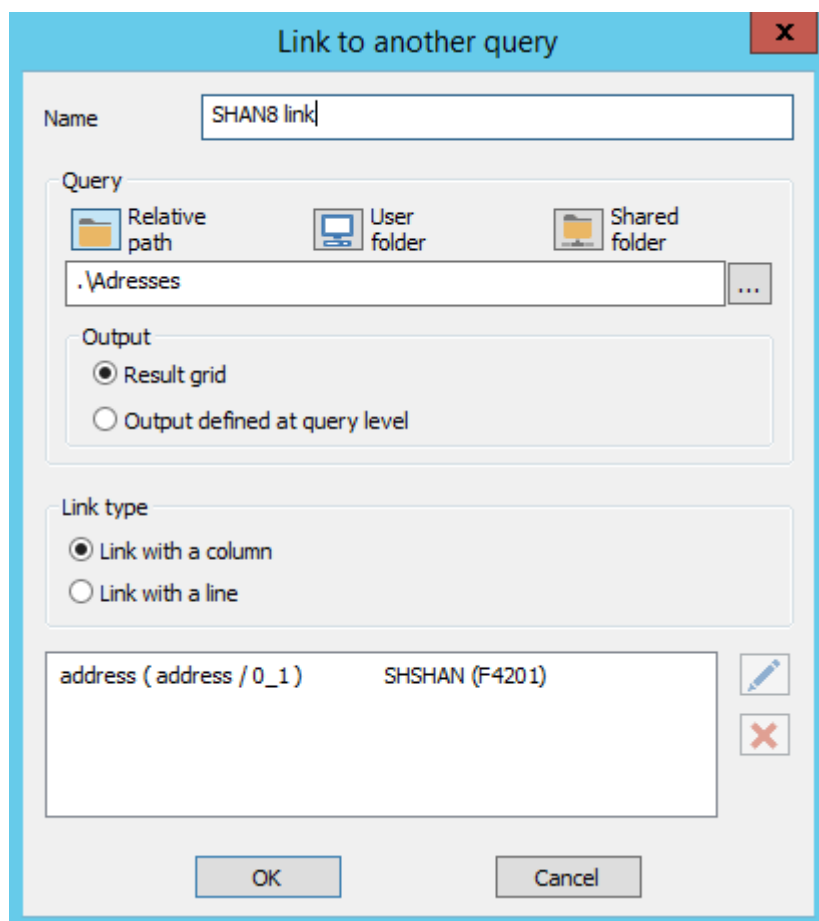 Link to another query
x
Name
SHAN8 link
Query
Relative path
User folder
Shared folder
.\Adresses
...
Output
Result grid
Output defined at query level
Link type
Link with a column
Link with a line
address ( address / 0_1 ) SHSHAN (F4201)
OK Cancel